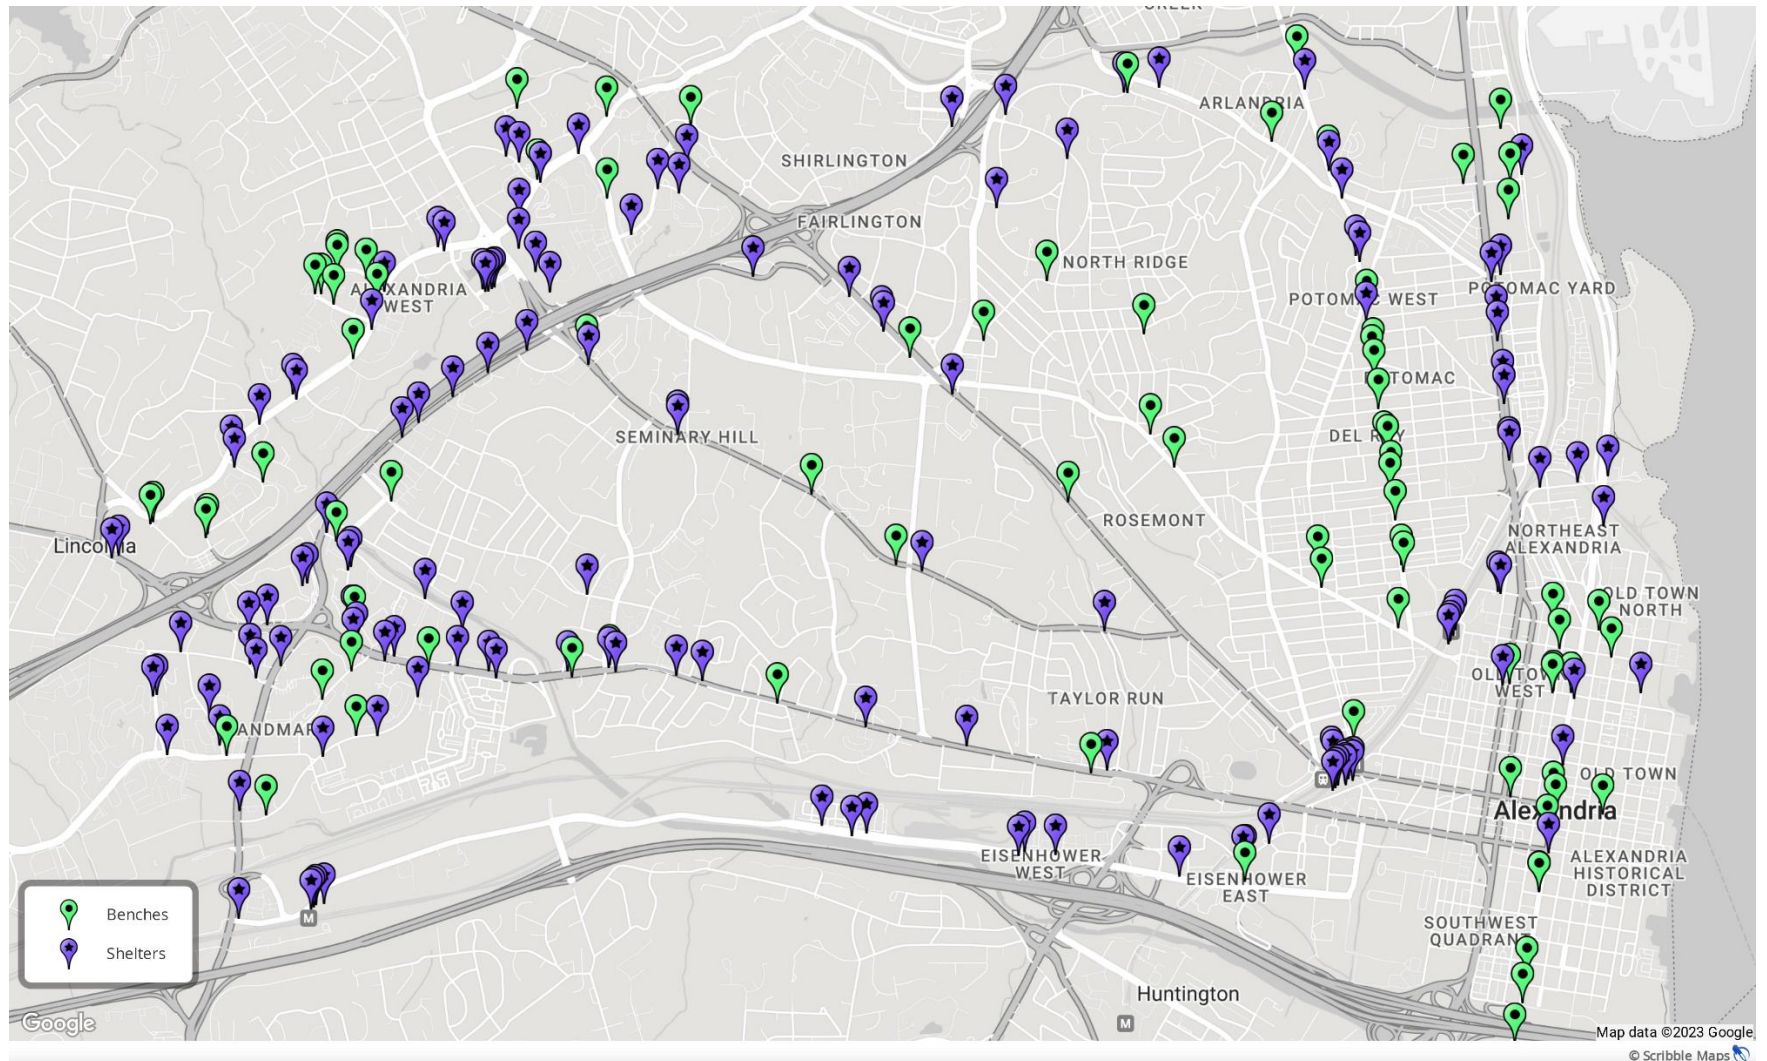 CREEK
ARLANDRIA
SHIRLINGTON
FAIRLINGTON
NORTH RIDGE
ALEXANDRIA
WEST
POTOMAC WEST
POTOMAC YARD
POTOMAC
SEMINARY HILL
DEL RAY
ROSEMONT
NORTHEAST
ALEXANDRIA
Lincolnia
OLD TOWN
NORTH
OLD TOWN
WEST
TAYLOR RUN
LANDMARK
OLD TOWN
Alexandria
EISENHOWER
WEST
EISENHOWER
EAST
ALEXANDRIA
HISTORICAL
DISTRICT
SOUTHWEST
QUADRANT
Huntington
M
M
Benches
Shelters
Google
Map data ©2023 Google
© Scribble Maps